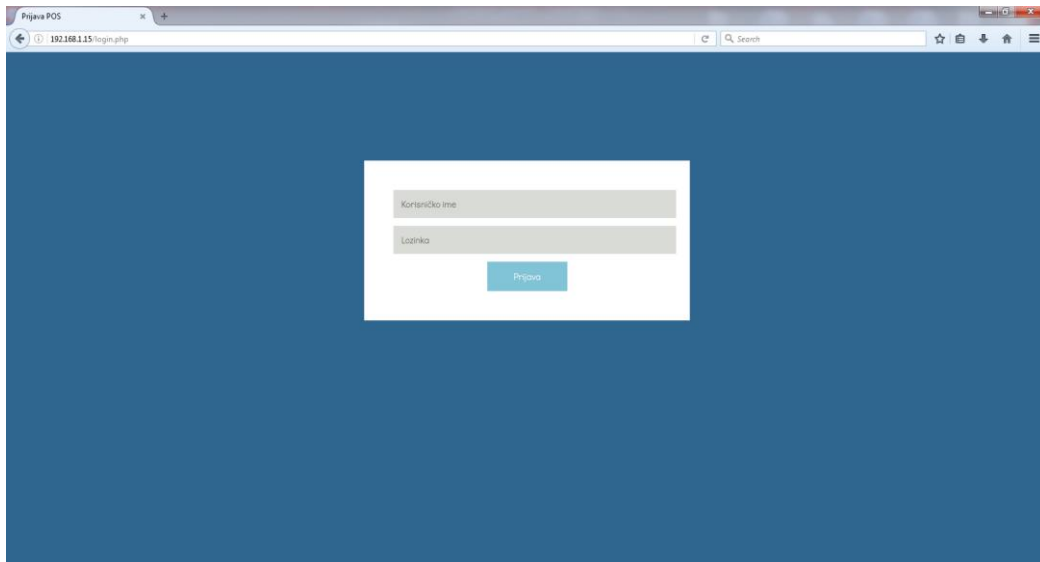 Prijava POS
192.168.1.15/login.php
Search
Korisničko ime
Lozinka
Prijava